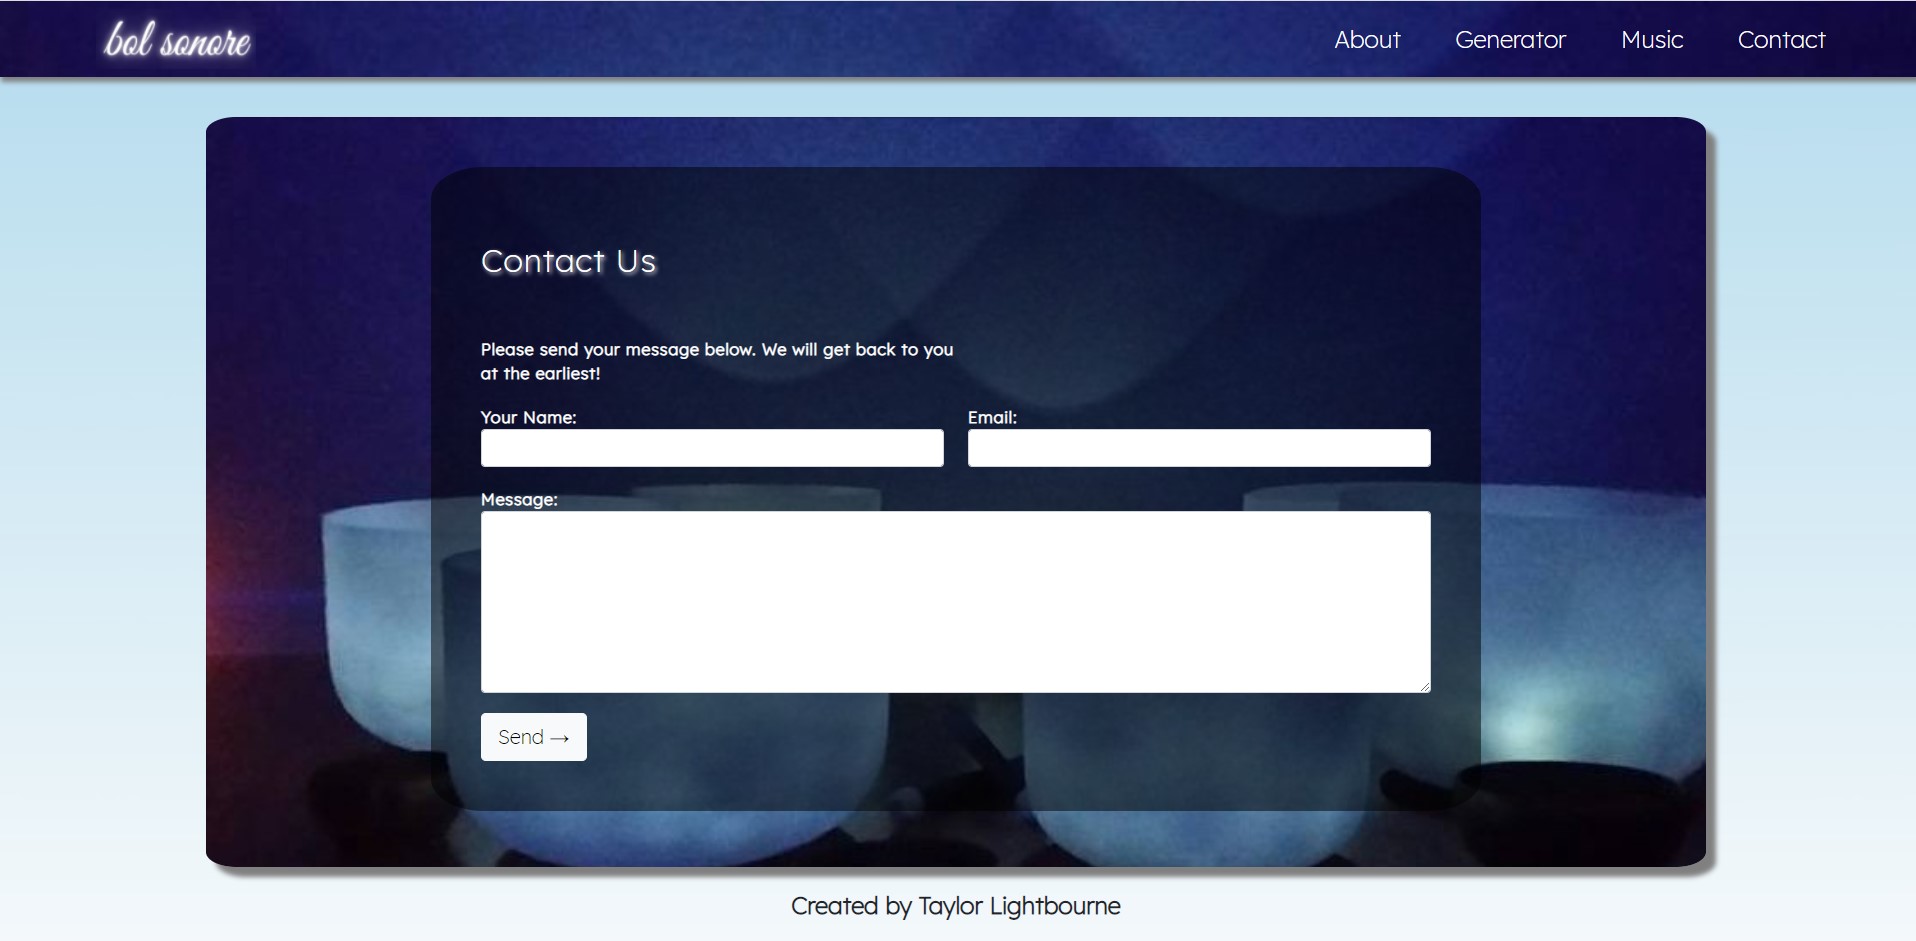 bol sonore
About Generator Music Contact
Contact Us
Please send your message below. We will get back to you
at the earliest!
Your Name: Email:
Message:
Send →
Created by Taylor Lightbourne